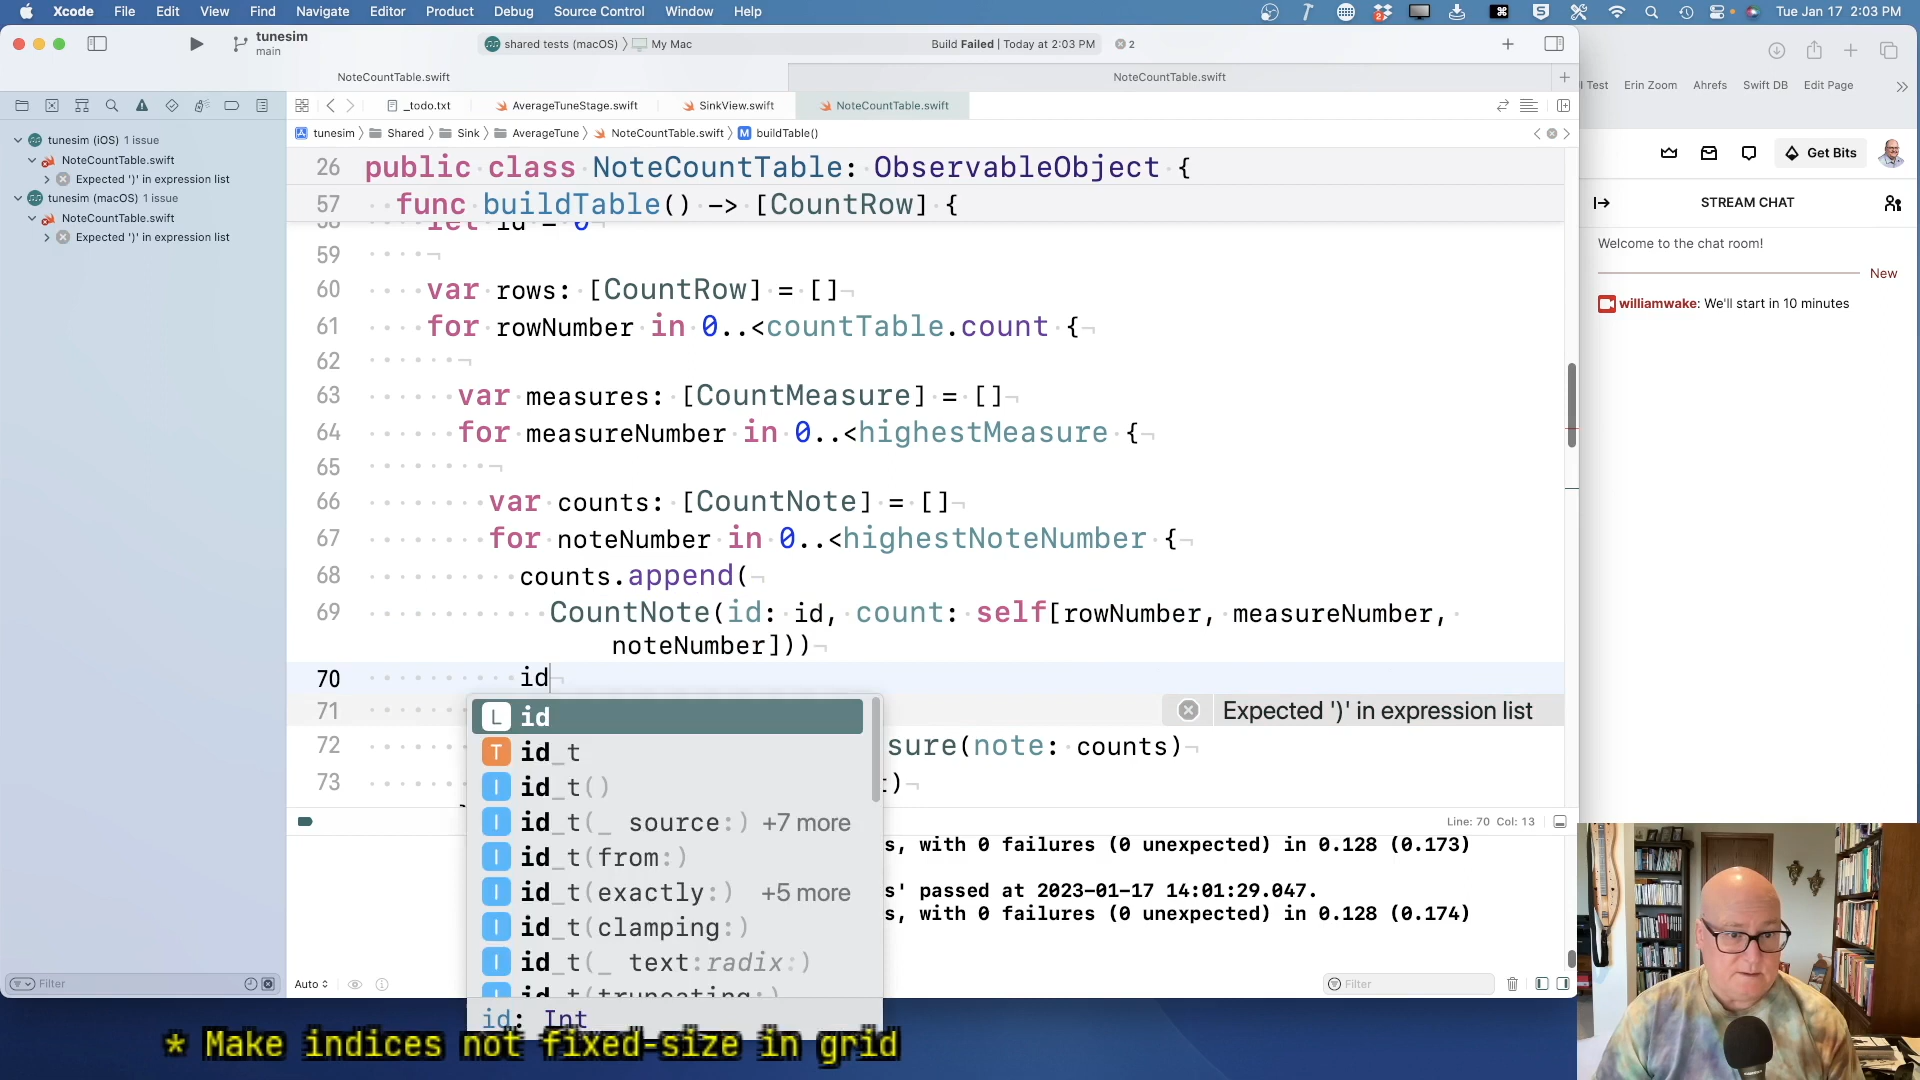 Xcode File Edit View Find Navigate Editor Product Debug Source Control Window Help
Tue Jan 17 2:03 PM
tunesim
main
shared tests (macOS) 〉 My Mac
Build Failed | Today at 2:03 PM
2
NoteCountTable.swift
NoteCountTable.swift
_todo.txt
AverageTuneStage.swift
SinkView.swift
NoteCountTable.swift
tunesim 〉 Shared 〉 Sink 〉 AverageTune 〉 NoteCountTable.swift 〉 M buildTable()
tunesim (iOS) 1 issue
NoteCountTable.swift
Expected ')' in expression list
tunesim (macOS) 1 issue
NoteCountTable.swift
Expected ')' in expression list
26 public class NoteCountTable: ObservableObject {
57 func buildTable() -> [CountRow] {
58 let id = 0
59
60 var rows: [CountRow] = []
61 for rowNumber in 0..<countTable.count {
62
63 var measures: [CountMeasure] = []
64 for measureNumber in 0..<highestMeasure {
65
66 var counts: [CountNote] = []
67 for noteNumber in 0..<highestNoteNumber {
68 counts.append(
69 CountNote(id: id, count: self[rowNumber, measureNumber,
noteNumber]))
70 id
71
Expected ')' in expression list
72 sure(note: counts)
73 )
L id
T id_t
I id_t()
I id_t(_ source:) +7 more
I id_t(from:)
I id_t(exactly:) +5 more
I id_t(clamping:)
I id_t(_ text:radix:)
I id_t(truncating:)
id: Int
Line: 70 Col: 13
s, with 0 failures (0 unexpected) in 0.128 (0.173)
s' passed at 2023-01-17 14:01:29.047.
s, with 0 failures (0 unexpected) in 0.128 (0.174)
Filter
Auto
Filter
* Make indices not fixed-size in grid
I Test Erin Zoom Ahrefs Swift DB Edit Page
Get Bits
STREAM CHAT
Welcome to the chat room!
New
williamwake: We'll start in 10 minutes